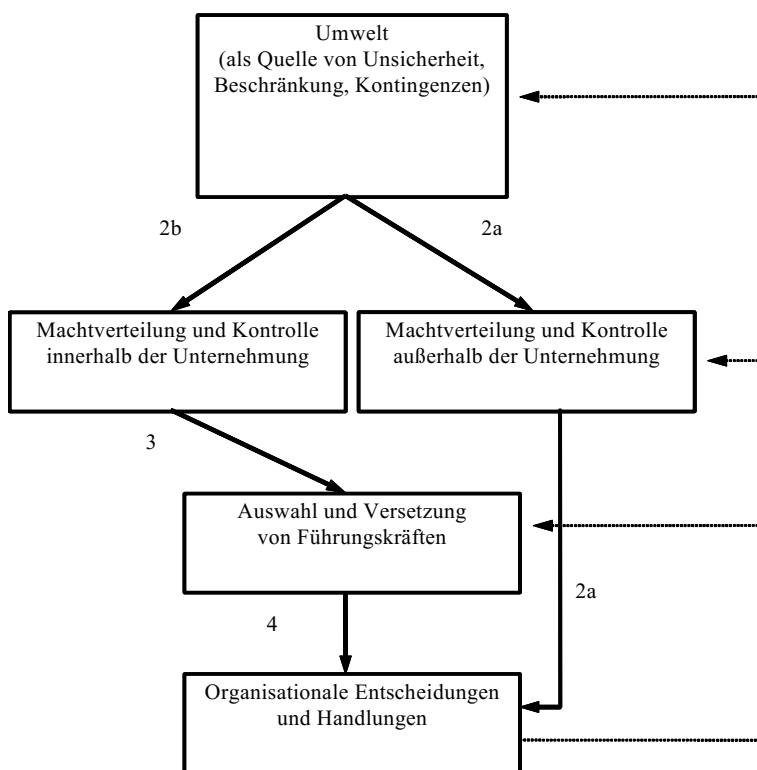 Umwelt
(als Quelle von Unsicherheit,
Beschränkung, Kontingenzen)
2b
2a
Machtverteilung und Kontrolle
innerhalb der Unternehmung
Machtverteilung und Kontrolle
außerhalb der Unternehmung
3
Auswahl und Versetzung
von Führungskräften
2a
4
Organisationale Entscheidungen
und Handlungen